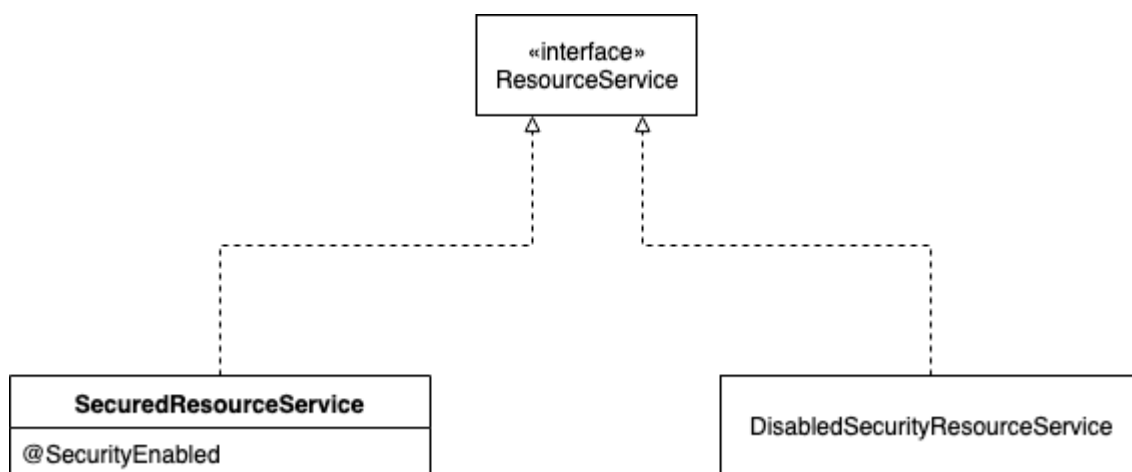 «interface»
ResourceService
SecuredResourceService
@SecurityEnabled
DisabledSecurityResourceService